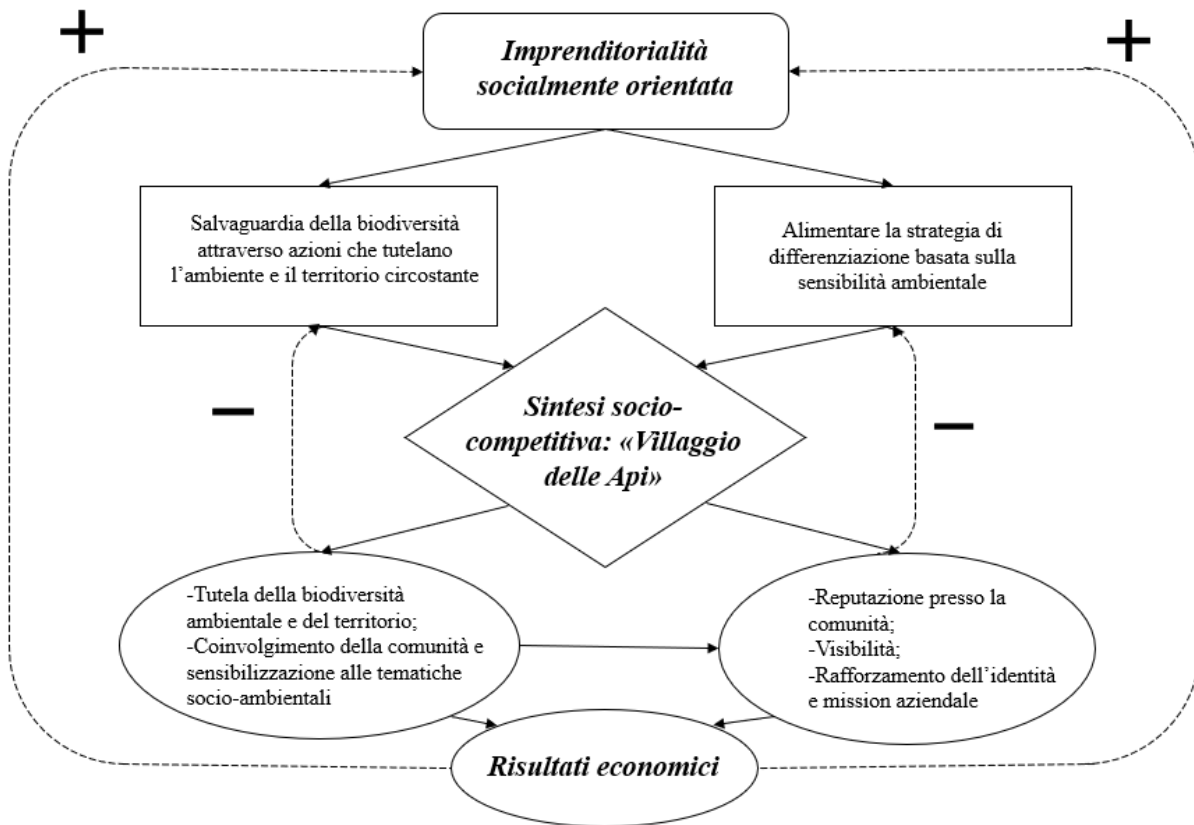 +
+
Imprenditorialità
socialmente orientata
Salvaguardia della biodiversità
attraverso azioni che tutelano
l’ambiente e il territorio circostante
Alimentare la strategia di
differenziazione basata sulla
sensibilità ambientale
−
Sintesi socio-
competitiva: «Villaggio
delle Api»
−
-Tutela della biodiversità
ambientale e del territorio;
-Coinvolgimento della comunità e
sensibilizzazione alle tematiche
socio-ambientali
-Reputazione presso la
comunità;
-Visibilità;
-Rafforzamento dell’identità
e mission aziendale
Risultati economici